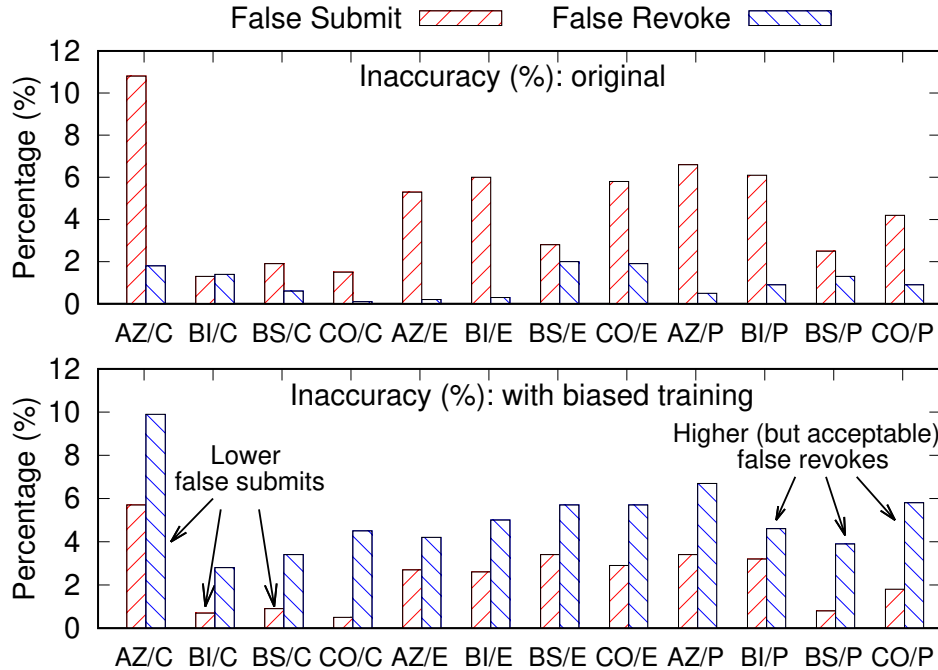 False Submit False Revoke
Inaccuracy (%): original
Percentage (%)
12
10
8
6
4
2
0
AZ/C BI/C BS/C CO/C AZ/E BI/E BS/E CO/E AZ/P BI/P BS/P CO/P
Inaccuracy (%): with biased training
Percentage (%)
12
10
8
6
4
2
0
Lower
false submits
Higher (but acceptable)
false revokes
AZ/C BI/C BS/C CO/C AZ/E BI/E BS/E CO/E AZ/P BI/P BS/P CO/P